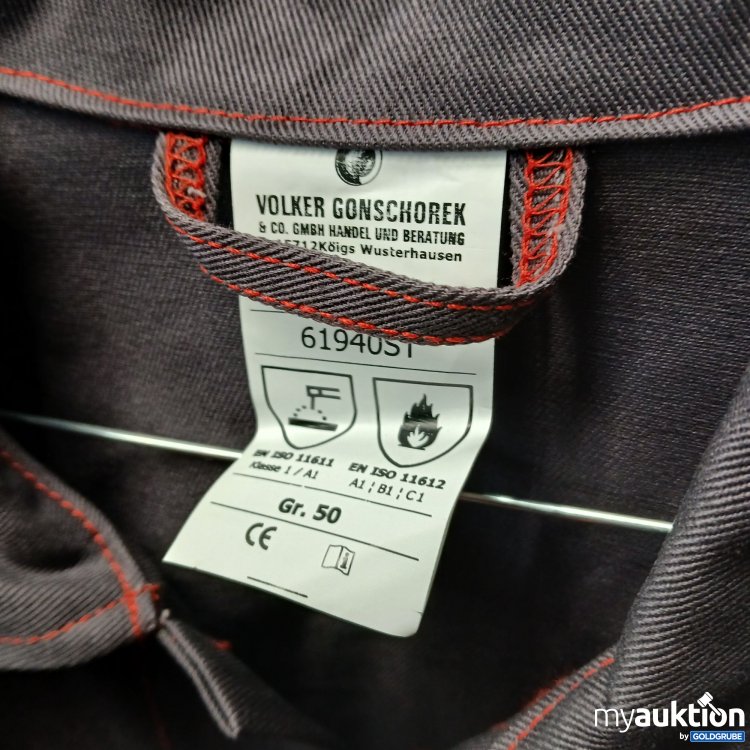 VOLKER GONSCHOREK
& CO. GMBH HANDEL UND BERATUNG
Köigs Wusterhausen
61940ST
EN ISO 11611
Klasse 1 / A1
EN ISO 11612
A1 ¦ B1 ¦ C1
Gr. 50
CE
i
myauktion
by GOLDGRUBE